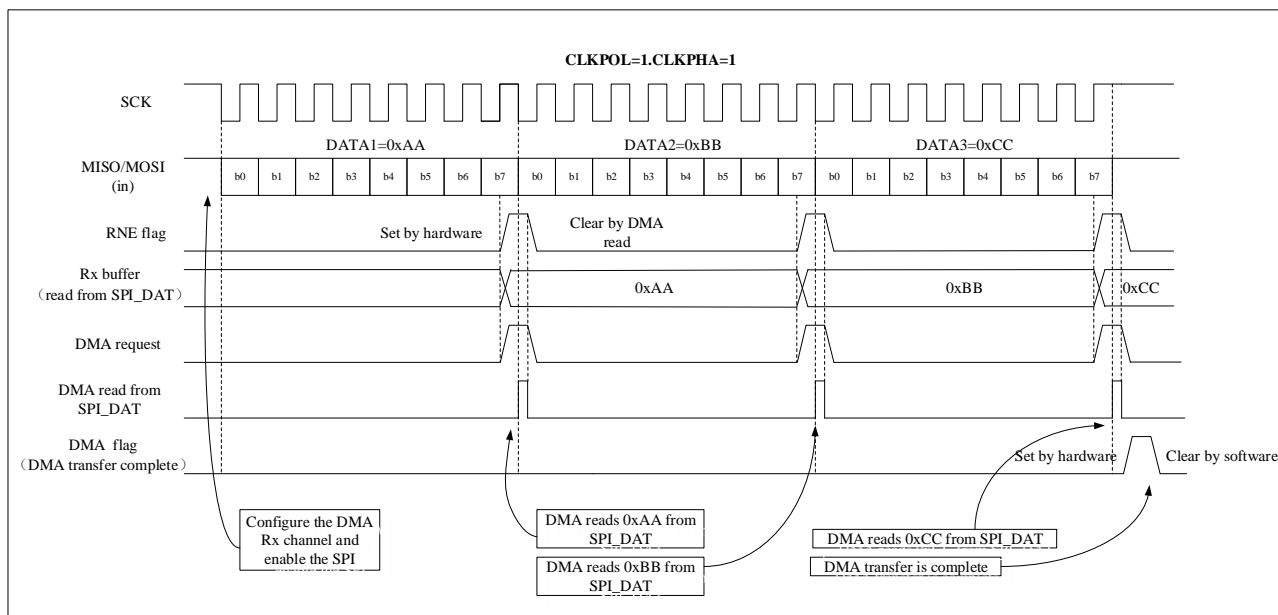 CLKPOL=1.CLKPHA=1
SCK
DATA1=0xAA
DATA2=0xBB
DATA3=0xCC
MISO/MOSI
(in)
b0 b1 b2 b3 b4 b5 b6 b7 b0 b1 b2 b3 b4 b5 b6 b7 b0 b1 b2 b3 b4 b5 b6 b7
RNE flag
Set by hardware
Clear by DMA
read
Rx buffer
（read from SPI_DAT）
0xAA
0xBB
0xCC
DMA request
DMA read from
SPI_DAT
DMA flag
（DMA transfer complete）
Set by hardware
Clear by software
Configure the DMA
Rx channel and
enable the SPI
DMA reads 0xAA from
SPI_DAT
DMA reads 0xBB from
SPI_DAT
DMA reads 0xCC from SPI_DAT
DMA transfer is complete